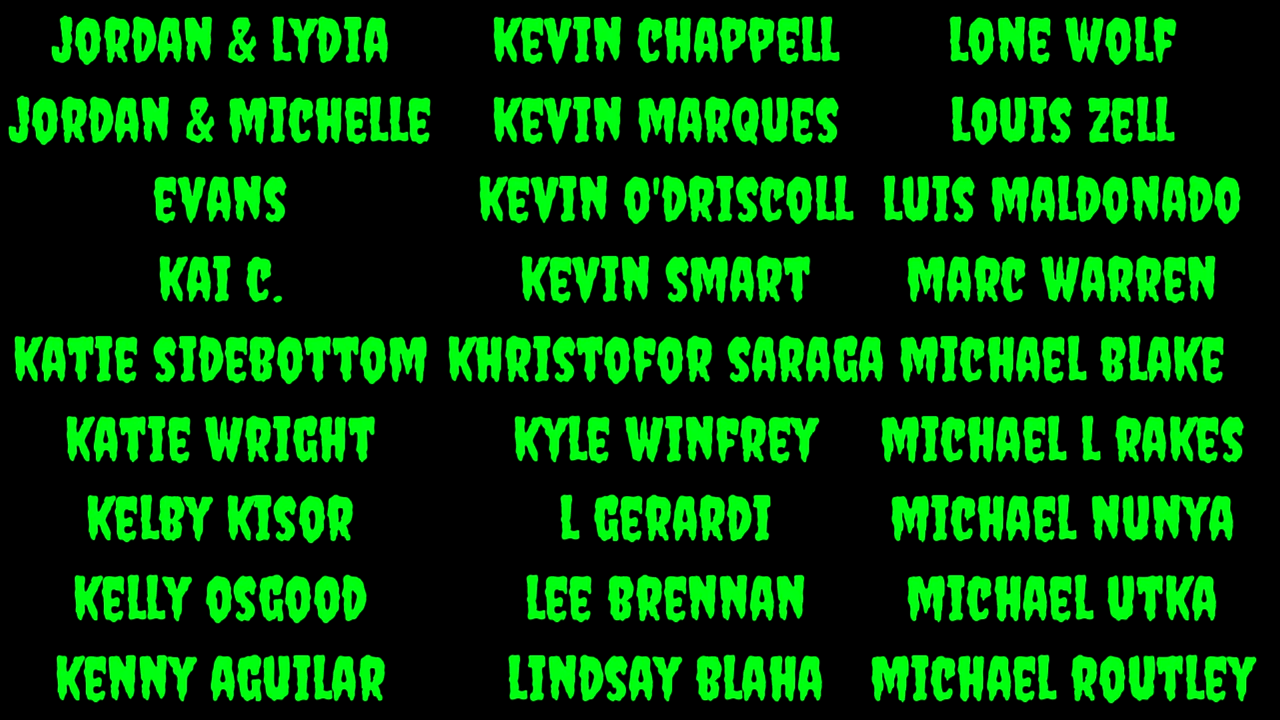 JORDAN & LYDIA
JORDAN & MICHELLE
EVANS
KAI C.
KATIE SIDEBOTTOM
KATIE WRIGHT
KELBY KISOR
KELLY OSGOOD
KENNY AGUILAR
KEVIN CHAPPELL
KEVIN MARQUES
KEVIN O'DRISCOLL
KEVIN SMART
KHRISTOFOR SARAGA
KYLE WINFREY
L GERARDI
LEE BRENNAN
LINDSAY BLAHA
LONE WOLF
LOUIS ZELL
LUIS MALDONADO
MARC WARREN
MICHAEL BLAKE
MICHAEL L RAKES
MICHAEL NUNYA
MICHAEL UTKA
MICHAEL ROUTLEY